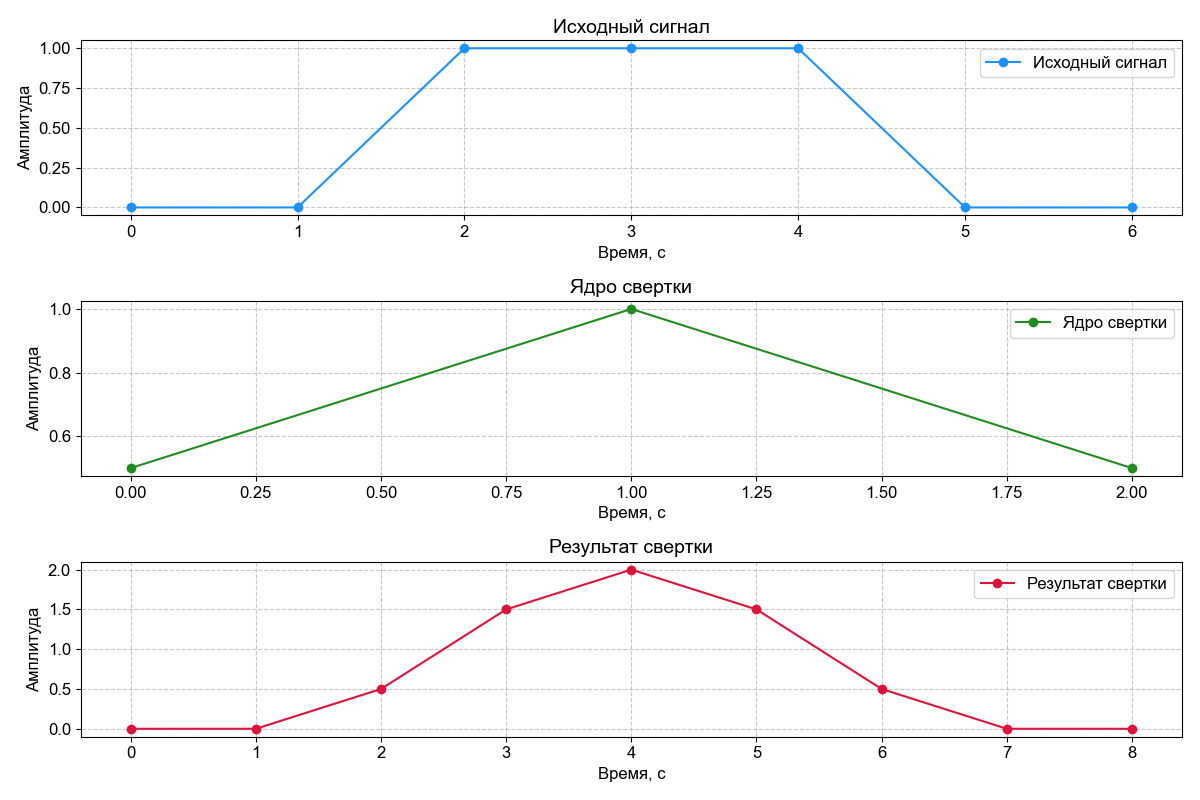 Исходный сигнал
1.00
0.75
0.50
0.25
0.00
Амплитуда
Исходный сигнал
0 1 2 3 4 5 6
Время, с
Ядро свертки
1.0
0.8
0.6
Амплитуда
Ядро свертки
0.00 0.25 0.50 0.75 1.00 1.25 1.50 1.75 2.00
Время, с
Результат свертки
2.0
1.5
1.0
0.5
0.0
Амплитуда
Результат свертки
0 1 2 3 4 5 6 7 8
Время, с